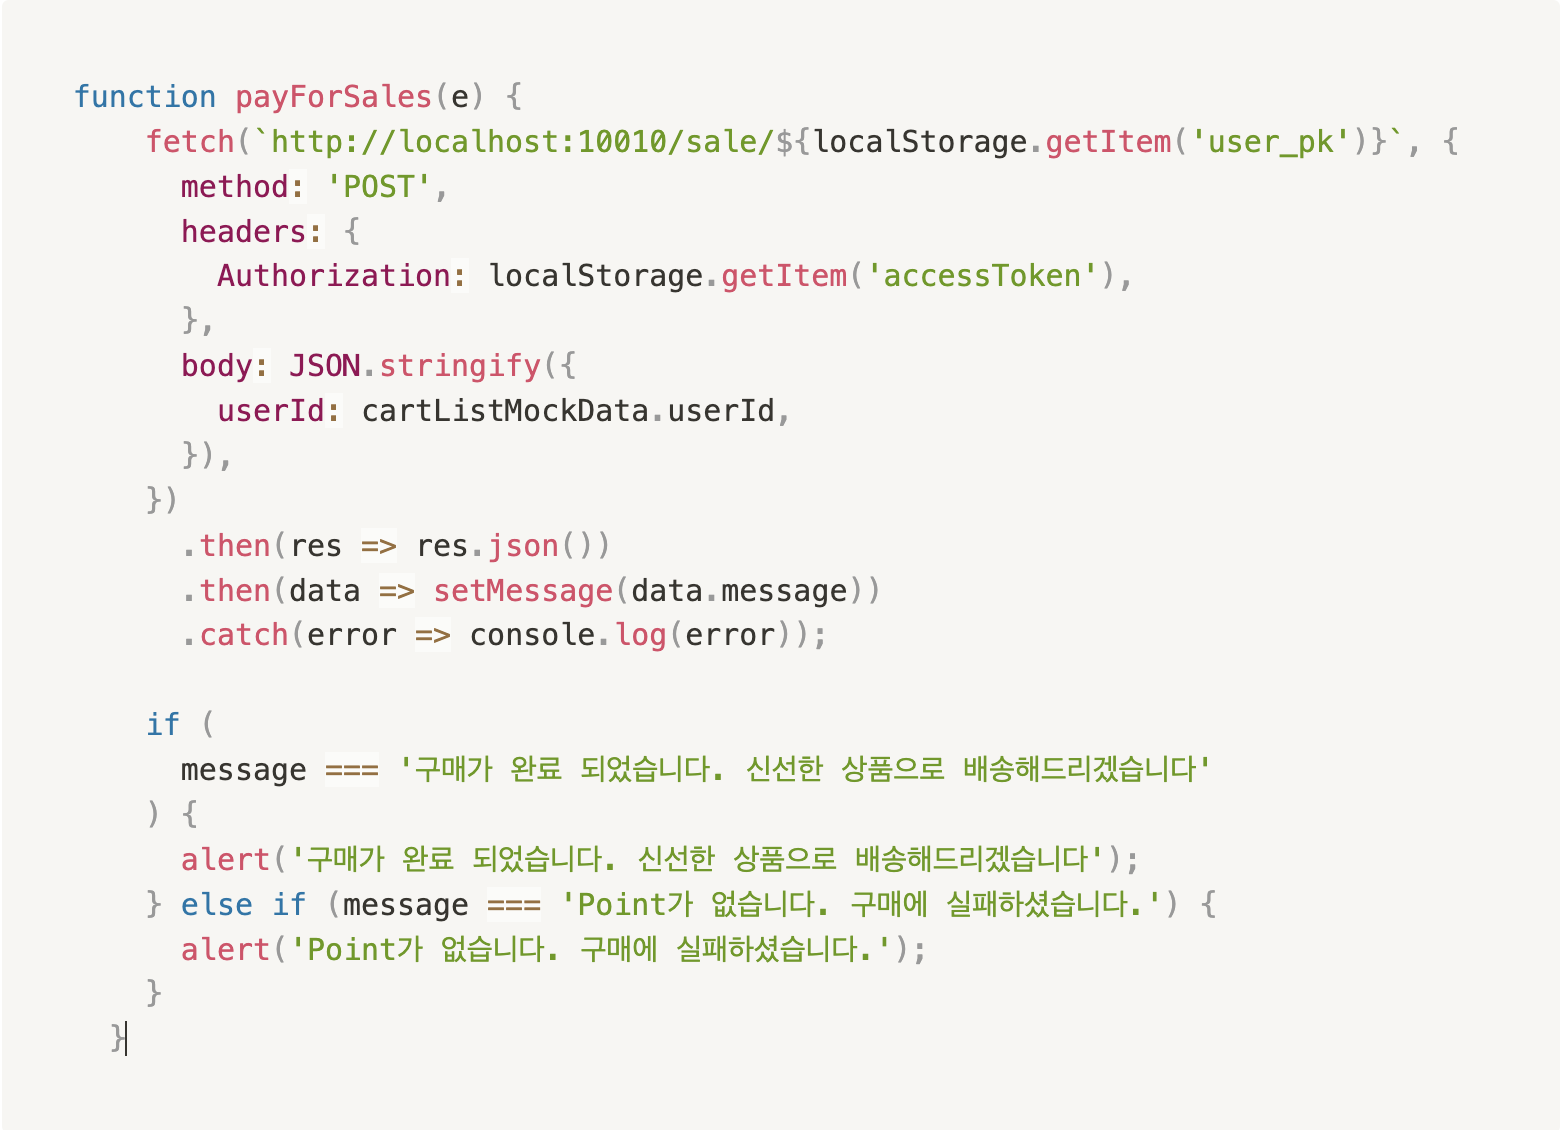 function payForSales(e) {
    fetch(`http://localhost:10010/sale/${localStorage.getItem('user_pk')}`, {
      method: 'POST',
      headers: {
        Authorization: localStorage.getItem('accessToken'),
      },
      body: JSON.stringify({
        userId: cartListMockData.userId,
      }),
    })
      .then(res => res.json())
      .then(data => setMessage(data.message))
      .catch(error => console.log(error));

    if (
      message === '구매가 완료 되었습니다. 신선한 상품으로 배송해드리겠습니다'
    ) {
      alert('구매가 완료 되었습니다. 신선한 상품으로 배송해드리겠습니다');
    } else if (message === 'Point가 없습니다. 구매에 실패하셨습니다.') {
      alert('Point가 없습니다. 구매에 실패하셨습니다.');
    }
  }